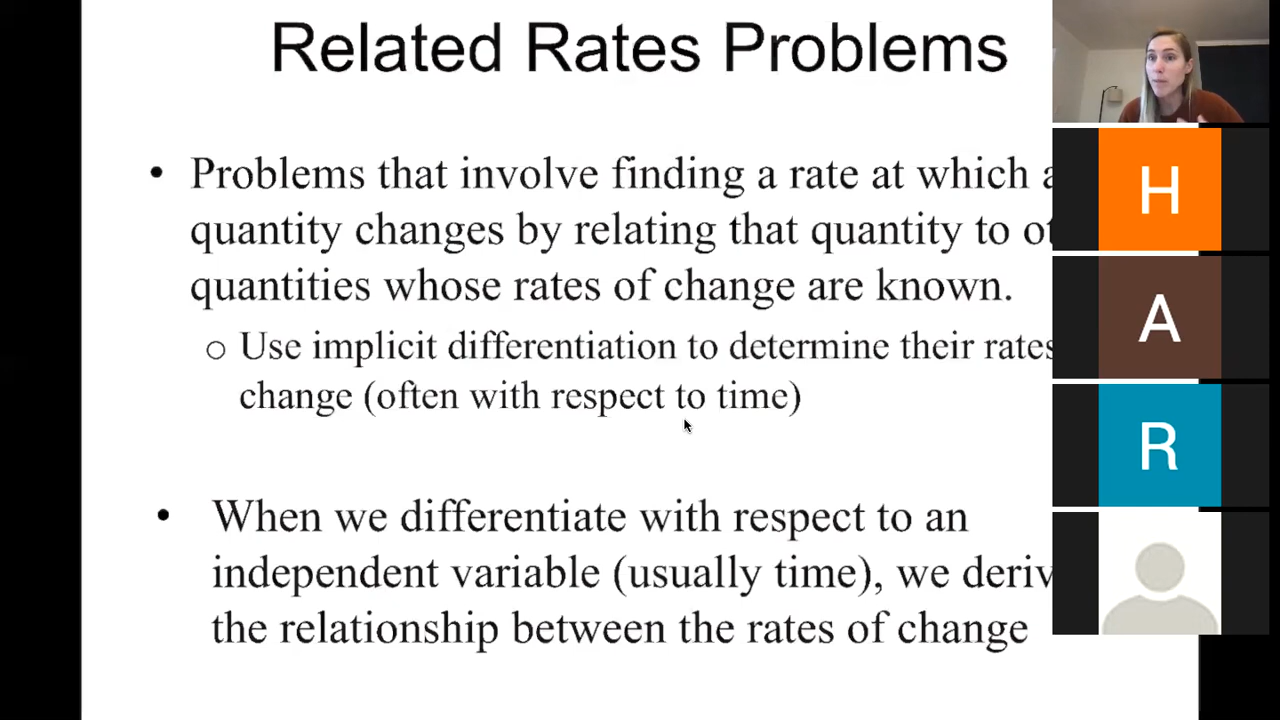 Related Rates Problems
• Problems that involve finding a rate at which
quantity changes by relating that quantity to
quantities whose rates of change are known.
o Use implicit differentiation to determine their rates
change (often with respect to time)
• When we differentiate with respect to an
independent variable (usually time), we deriv
the relationship between the rates of change
H
A
R